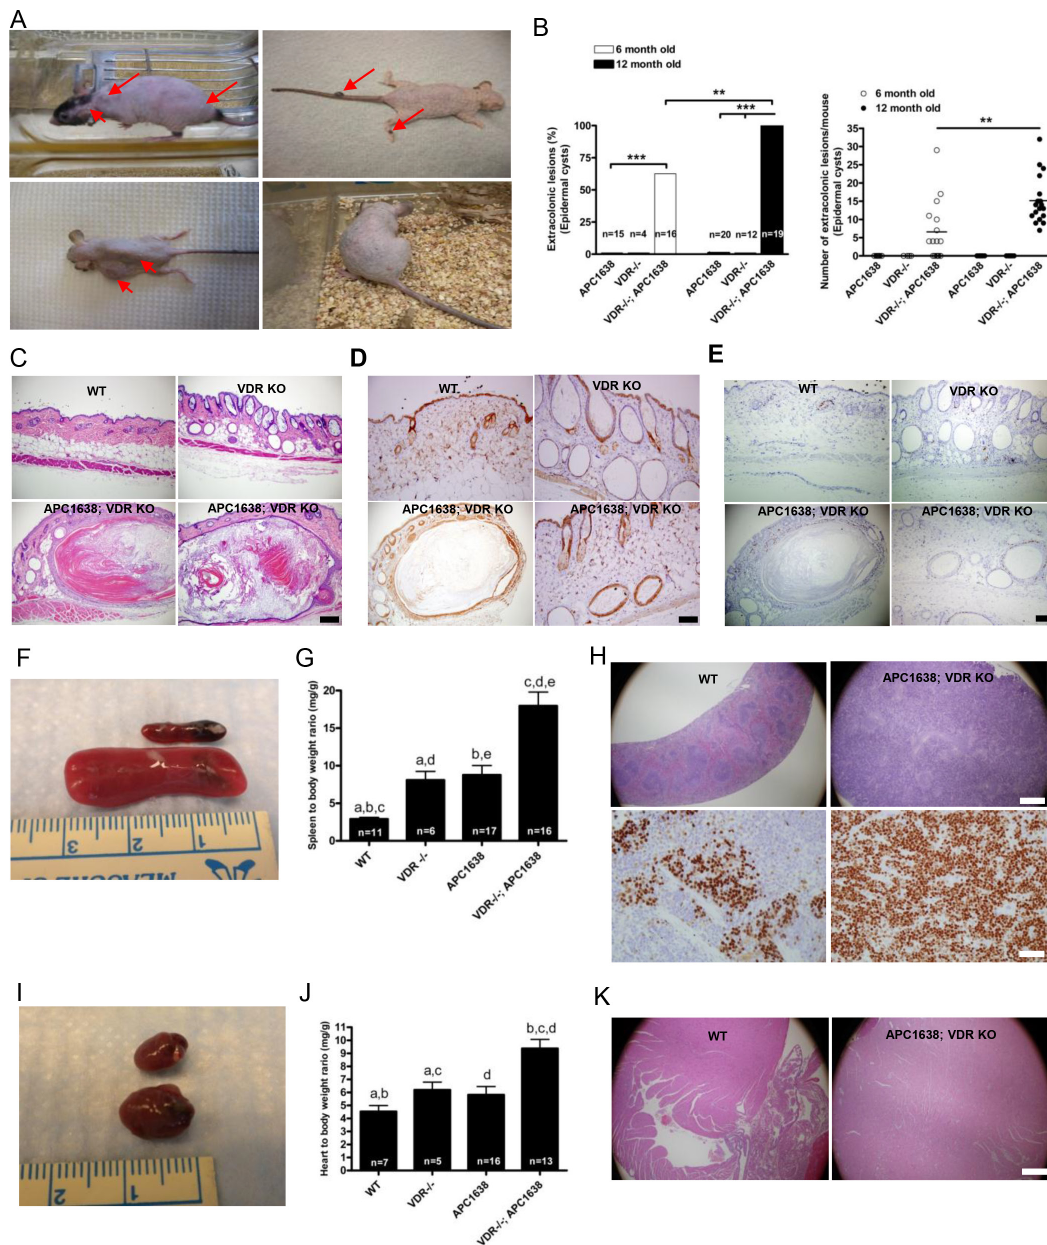 A
B
6 month old
12 month old
Extracolonic lesions (%)
(Epidermal cysts)
100
75
50
25
0
***
**
***
n=15
n=4
n=16
n=20
n=12
n=19
APC1638
VDR-/-
VDR-/-; APC1638
APC1638
VDR-/-
VDR-/-; APC1638
6 month old
12 month old
Number of extracolonic lesions/mouse
(Epidermal cysts)
35
30
25
20
15
10
5
0
**
APC1638
VDR-/-
VDR-/-; APC1638
APC1638
VDR-/-
VDR-/-; APC1638
C
WT
VDR KO
APC1638; VDR KO
APC1638; VDR KO
D
WT
VDR KO
APC1638; VDR KO
APC1638; VDR KO
E
WT
VDR KO
APC1638; VDR KO
APC1638; VDR KO
F
3
2
1
G
Spleen to body weight rario (mg/g)
20
15
10
5
0
a,b,c
a,d
b,e
c,d,e
n=11
n=6
n=17
n=16
WT
VDR -/-
APC1638
VDR-/-; APC1638
H
WT
APC1638; VDR KO
I
2
1
J
Heart to body weight rario (mg/g)
11
10
9
8
7
6
5
4
3
2
1
0
a,b
a,c
d
b,c,d
n=7
n=5
n=16
n=13
WT
VDR-/-
APC1638
VDR-/-; APC1638
K
WT
APC1638; VDR KO